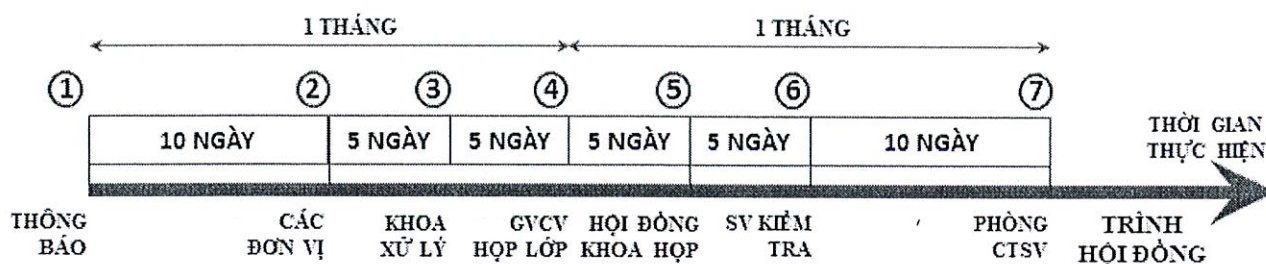 1 THÁNG 1 THÁNG
1 2 3 4 5 6 7
10 NGÀY 5 NGÀY 5 NGÀY 5 NGÀY 5 NGÀY 10 NGÀY
THỜI GIAN
THỰC HIỆN
THÔNG
BÁO
CÁC
ĐƠN VỊ
KHOA
XỬ LÝ
GVCV
HỌP LỚP
HỘI ĐỒNG
KHOA HỌP
SV KIỂM
TRA
PHÒNG
CTSV
TRÌNH
HỘI ĐỒNG